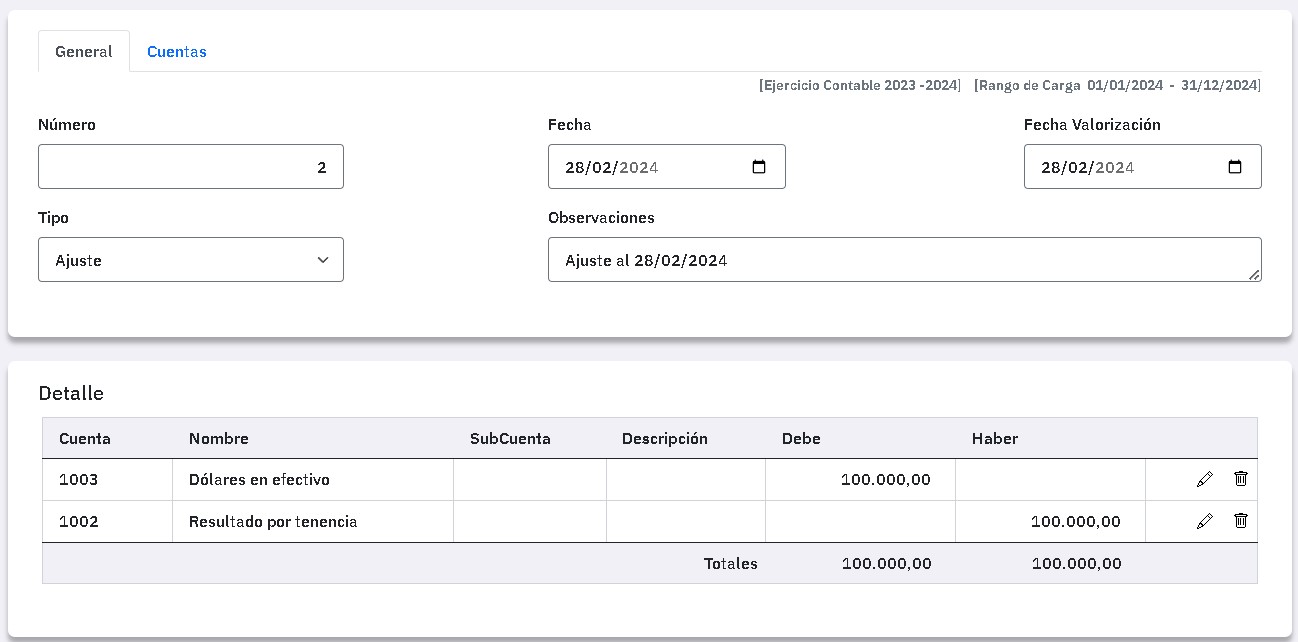 General Cuentas
[Ejercicio Contable 2023 -2024] [Rango de Carga 01/01/2024 - 31/12/2024]
Número Fecha Fecha Valorización
2 28/02/2024 28/02/2024
Tipo Observaciones
Ajuste Ajuste al 28/02/2024
Detalle
Cuenta Nombre SubCuenta Descripción Debe Haber
1003 Dólares en efectivo 100.000,00
1002 Resultado por tenencia 100.000,00
Totales 100.000,00 100.000,00